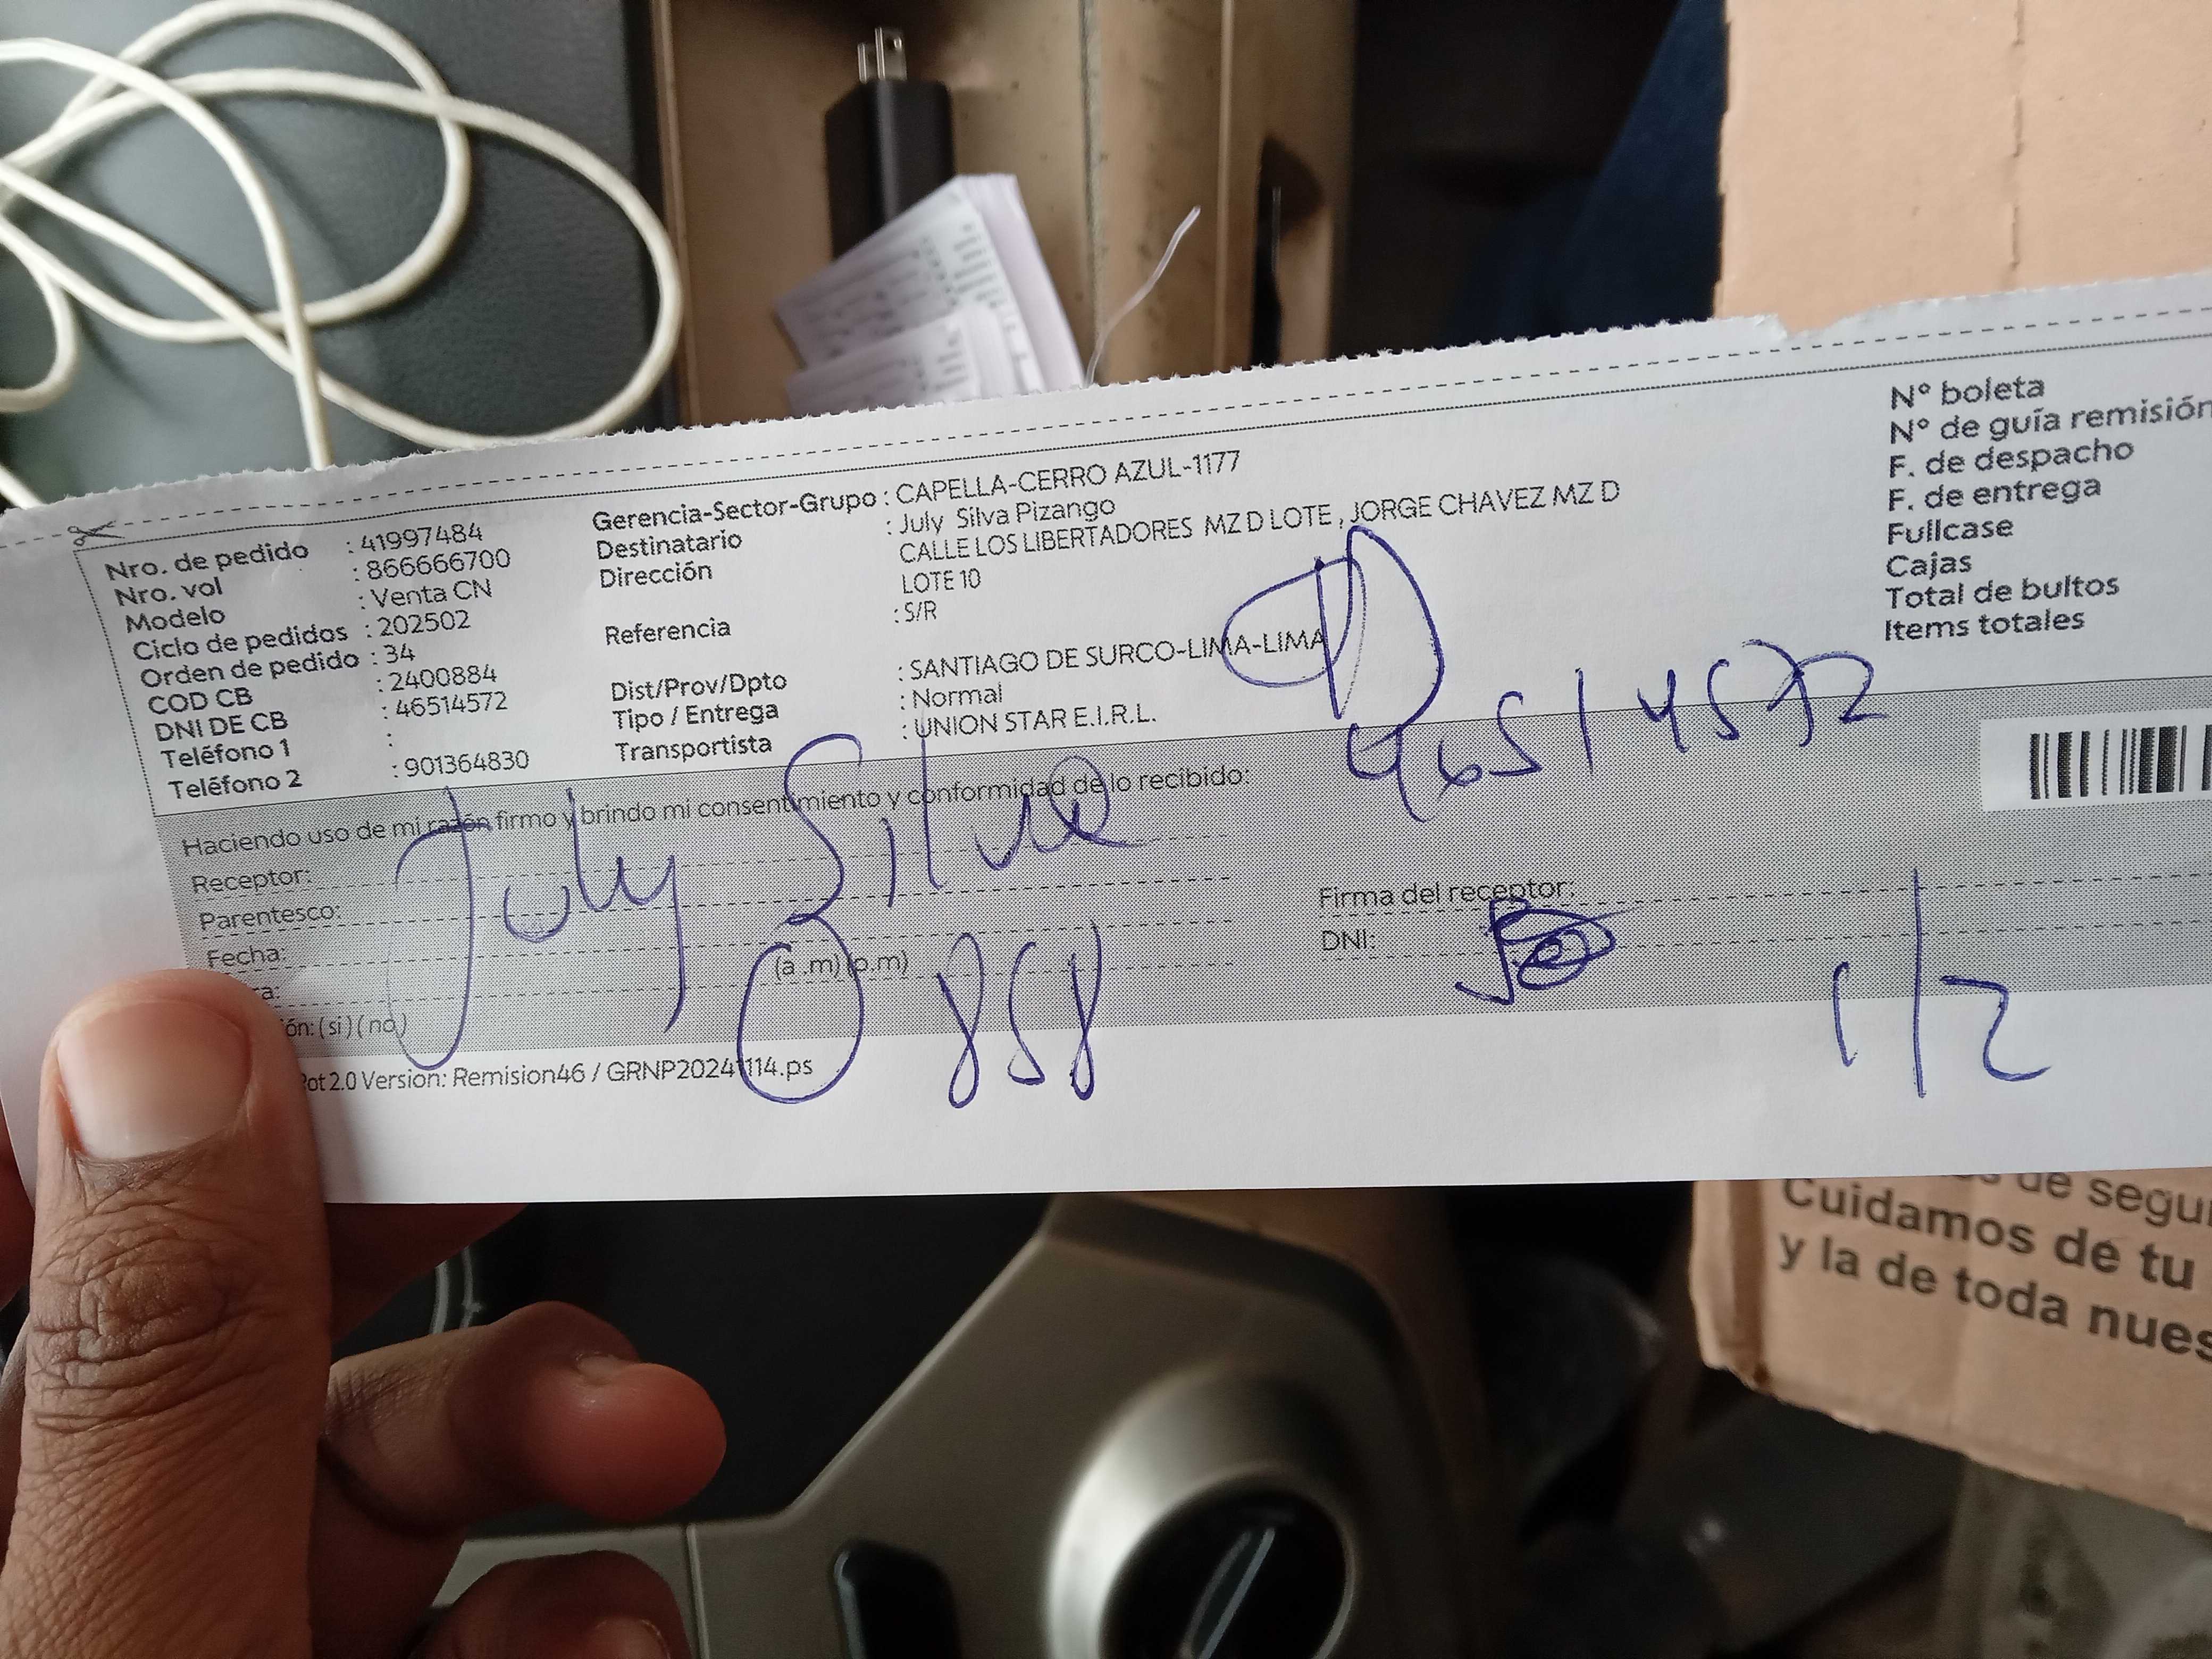 Nro. de pedido : 41997484
Nro. vol : 866666700
Modelo : Venta CN
Ciclo de pedidos : 202502
Orden de pedido : 34
COD CB : 2400884
DNI DE CB : 46514572
Teléfono 1 :
Teléfono 2 : 901364830
Gerencia-Sector-Grupo : CAPELLA-CERRO AZUL-1177
Destinatario : July Silva Pizango
Dirección CALLE LOS LIBERTADORES MZ D LOTE , JORGE CHAVEZ MZ D
LOTE 10
Referencia : S/R
Dist/Prov/Dpto : SANTIAGO DE SURCO-LIMA-LIMA
Tipo / Entrega : Normal
Transportista : UNION STAR E.I.R.L.
N° boleta
N° de guía remisión
F. de despacho
F. de entrega
Fullcase
Cajas
Total de bultos
Items totales
46514572
Haciendo uso de mi razón firmo y brindo mi consentimiento y conformidad de lo recibido:
July Silva
Receptor:
Parentesco:
Fecha:
ra: (a .m) (p.m)
ón: ( si ) ( no )
858
Firma del receptor:
DNI:
1/2
ot 2.0 Version: Remision46 / GRNP20241114.ps
de segu
Cuidamos de tu
y la de toda nues